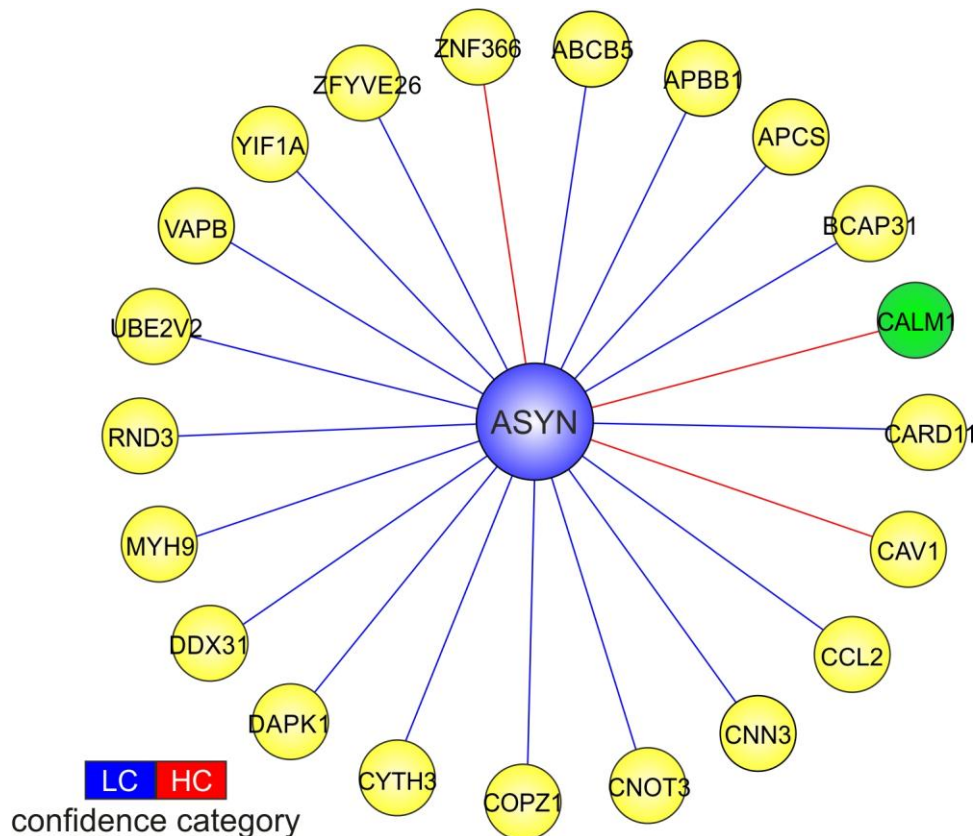 ZNF366
ABCB5
APBB1
APCS
BCAP31
CALM1
CARD11
CAV1
CCL2
CNN3
CNOT3
COPZ1
CYTH3
DAPK1
DDX31
MYH9
RND3
UBE2V2
VAPB
YIF1A
ZFYVE26
ASYN
LC HC
confidence category